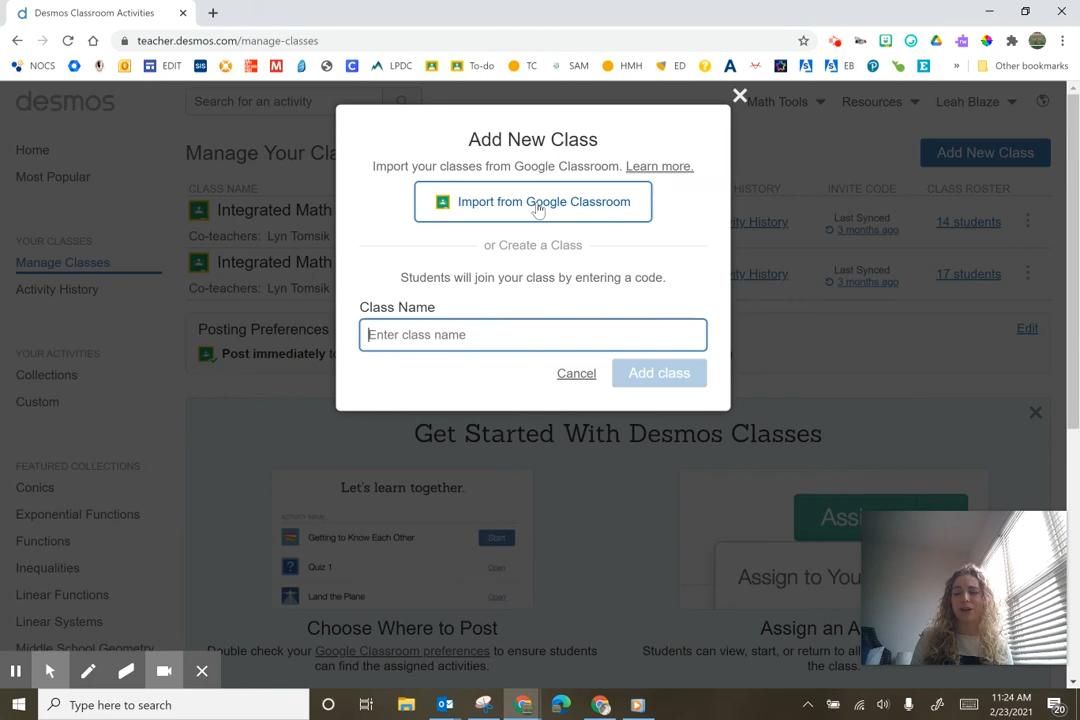 Desmos Classroom Activities
teacher.desmos.com/manage-classes
NOCS
EDIT
SIS
LPDC
To-do
TC
SAM
HMH
ED
EB
Other bookmarks
desmos
Search for an activity
Math Tools
Resources
Leah Blaze
Home
Most Popular
YOUR CLASSES
Manage Classes
Activity History
YOUR ACTIVITIES
Collections
Custom
FEATURED COLLECTIONS
Conics
Exponential Functions
Functions
Inequalities
Linear Functions
Linear Systems
Middle School Geometry
Manage Your Cla
Add New Class
CLASS NAME
HISTORY
INVITE CODE
CLASS ROSTER
Integrated Math
Co-teachers: Lyn Tomsik
ity History
Last Synced
3 months ago
14 students
Integrated Math
Co-teachers: Lyn Tomsik
ity History
Last Synced
3 months ago
17 students
Posting Preferences
Edit
Post immediately to
Add New Class
Import your classes from Google Classroom. Learn more.
Import from Google Classroom
or Create a Class
Students will join your class by entering a code.
Class Name
Enter class name
Cancel
Add class
Get Started With Desmos Classes
Let's learn together.
ACTIVITY NAME
Getting to Know Each Other
Start
Quiz 1
Open
Land the Plane
Open
Choose Where to Post
Double check your Google Classroom preferences to ensure students
can find the assigned activities.
Assi
Assign to You
Assign an A
Students can view, start, or return to all
the class.
Type here to search
11:24 AM
2/23/2021
20